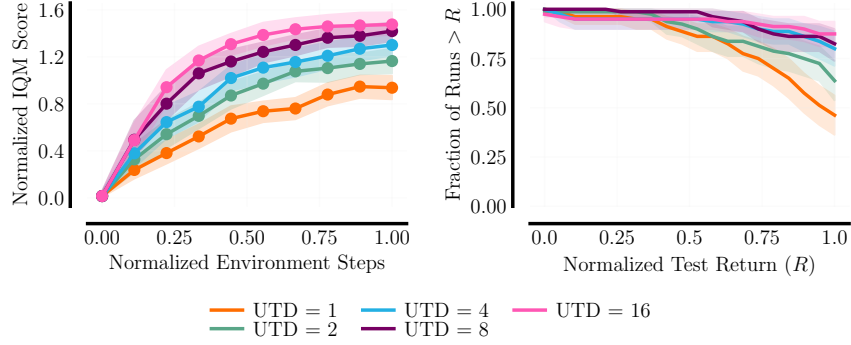 Normalized IQM Score
1.6
1.2
0.8
1.4
0.0
0.00 0.25 0.50 0.75 1.00
Normalized Environment Steps
Fraction of Runs > R
1.00
0.75
0.50
0.25
0.00
0.0 0.25 0.5 0.75 1.0
Normalized Test Return (R)
UTD = 1
UTD = 2
UTD = 4
UTD = 8
UTD = 16